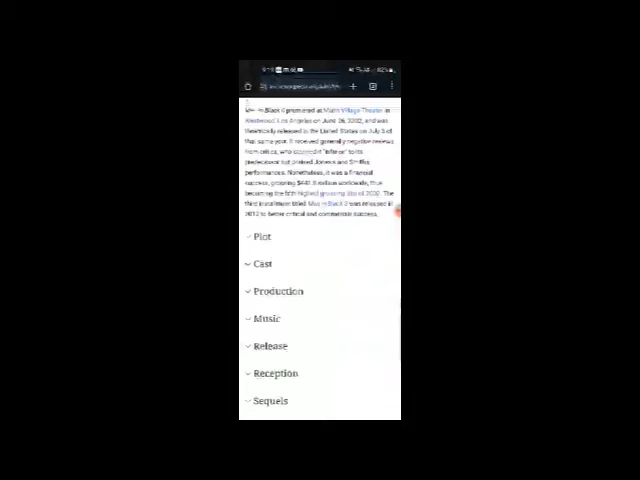 Men in Black II premiered at Mann Village Theater in
Westwood, Los Angeles on June 26, 2002, and was
theatrically released in the United States on July 3 of
that same year. It received generally negative reviews
from critics, who deemed it "inferior" to its
predecessor but praised Jones's and Smith's
performances. Nonetheless, it was a financial
success, grossing $441.8 million worldwide, thus
becoming the highest grossing film of 2002. The
third installment titled Men in Black 3 was released in
2012 to better critical and commercial success.
Plot
Cast
Production
Music
Release
Reception
Sequels